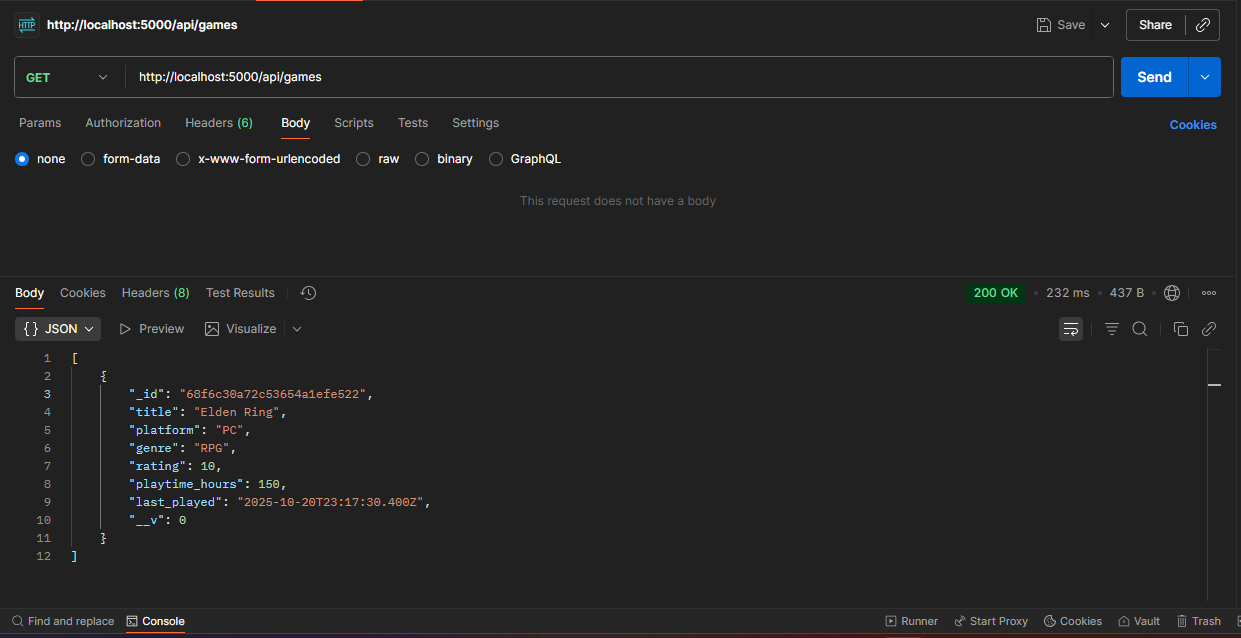 HTTP http://localhost:5000/api/games Save Share
GET http://localhost:5000/api/games Send
Params Authorization Headers (6) Body Scripts Tests Settings Cookies
none form-data x-www-form-urlencoded raw binary GraphQL
This request does not have a body
Body Cookies Headers (8) Test Results 200 OK • 232 ms • 437 B •
{} JSON Preview Visualize
1 [
2 {
3 "_id": "68f6c30a72c53654a1efe522",
4 "title": "Elden Ring",
5 "platform": "PC",
6 "genre": "RPG",
7 "rating": 10,
8 "playtime_hours": 150,
9 "last_played": "2025-10-20T23:17:30.400Z",
10 "__v": 0
11 }
12 ]
Find and replace Console Runner Start Proxy Cookies Vault Trash